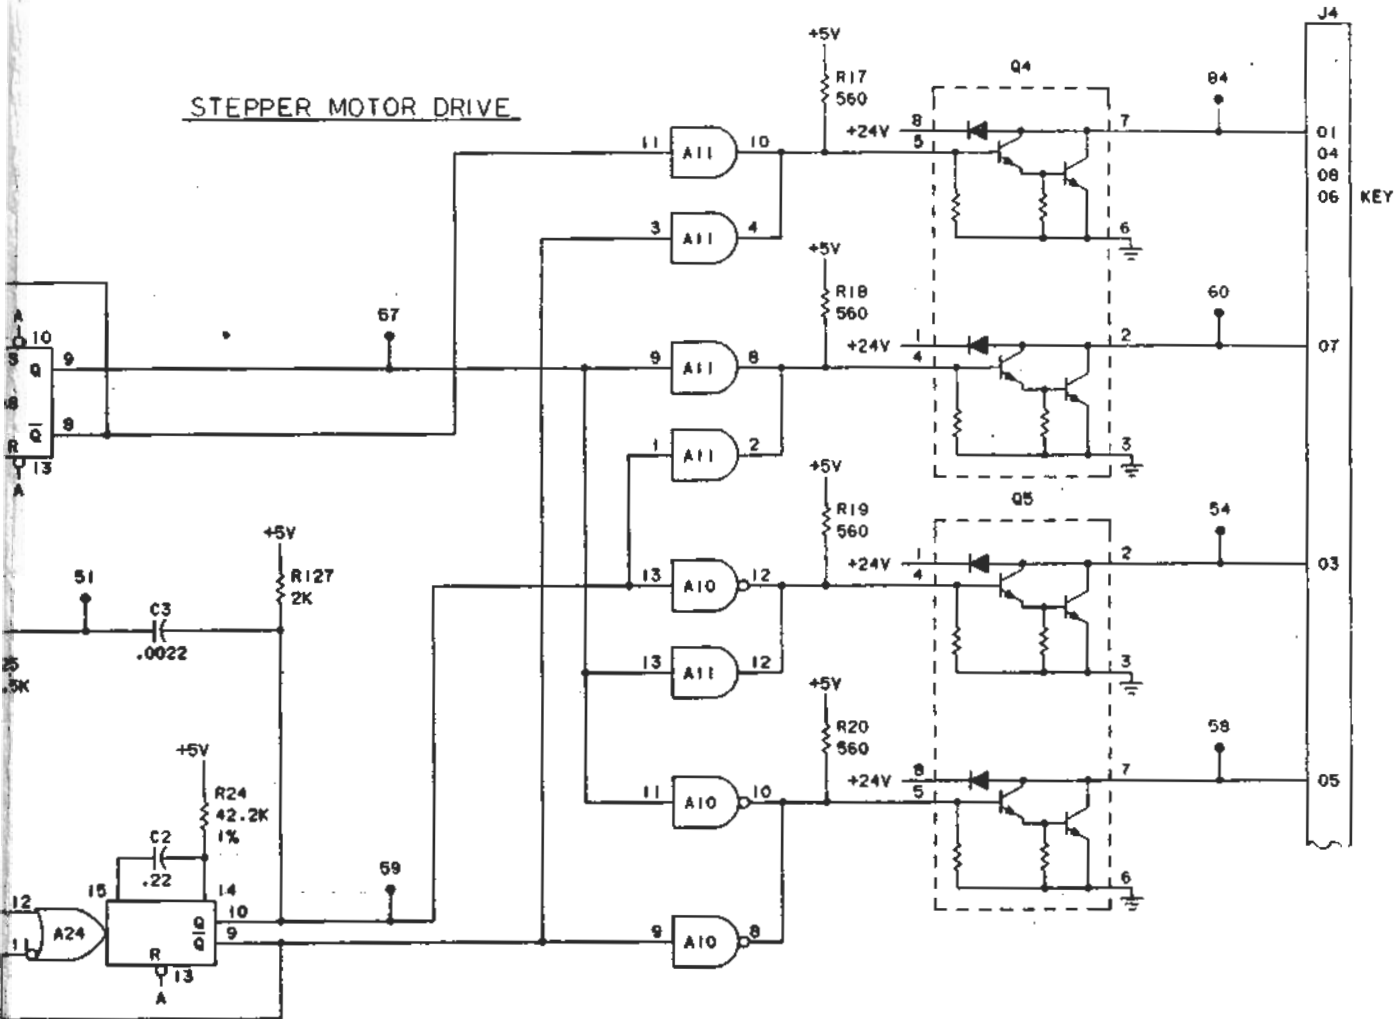 J4
+5V
Q4
R17
560
84
STEPPER MOTOR DRIVE
+24V
8
7
01
11
A11
10
5
04
08
06
KEY
3
A11
4
6
+5V
R18
560
60
A
10
67
+24V
1
2
07
S
Q
9
9
A11
8
4
Q
8
R
13
A
1
A11
2
3
+5V
Q5
R19
560
54
+5V
+24V
1
2
03
51
R127
2K
13
A10
12
4
C3
.0022
13
A11
12
3
+5V
R20
560
58
+5V
+24V
8
7
05
R24
42.2K
1%
11
A10
10
5
C2
.22
15
14
59
6
12
A24
Q
10
1
Q
9
9
A10
8
R
13
A